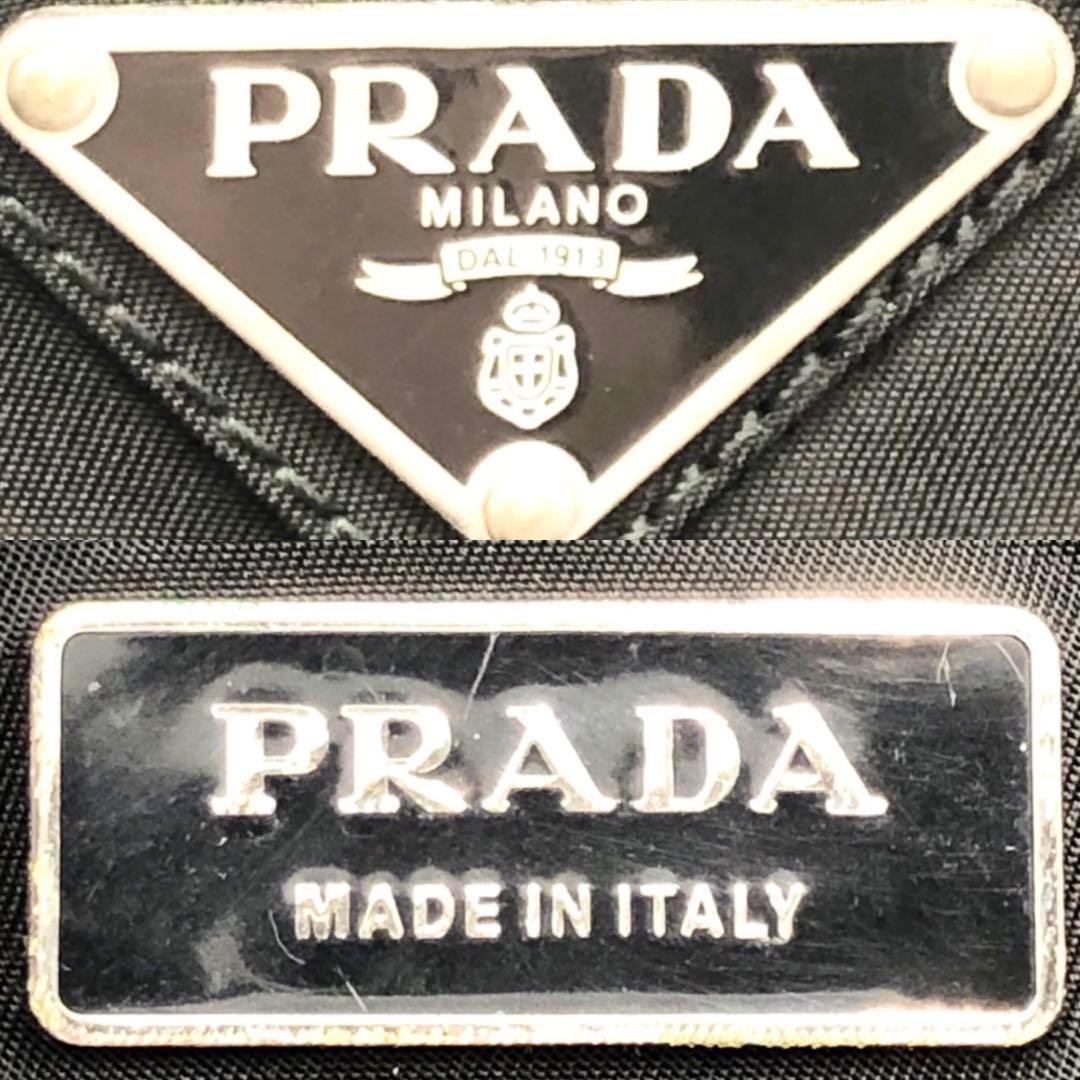 PRADA
MILANO
DAL 1913
PRADA
MADE IN ITALY